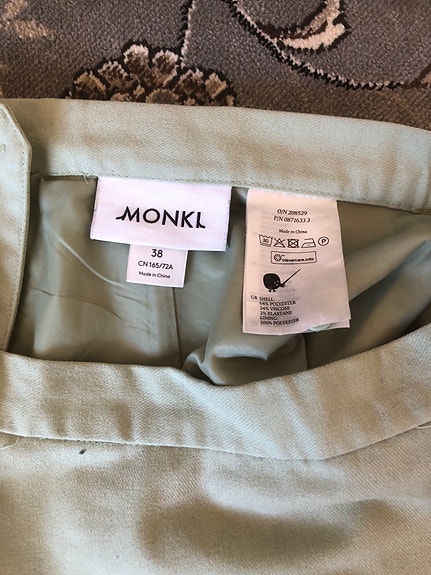 MONKI
38
CN 165/72A
Made in China
O/N 208529
P/N 0871633 3
Made in China
30
P
clevercare.info
GB SHELL:
64% POLYESTER
34% VISCOSE
2% ELASTANE
LINING:
100% POLYESTER